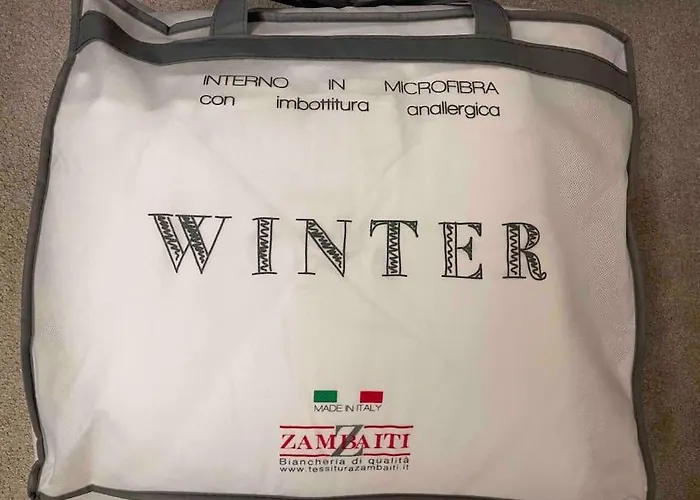 INTERNO IN MICROFIBRA
con imbottitura anallergica
WINTER
MADE IN ITALY
ZAMBAITI
Biancheria di qualità
www.tessiturazambaiti.it